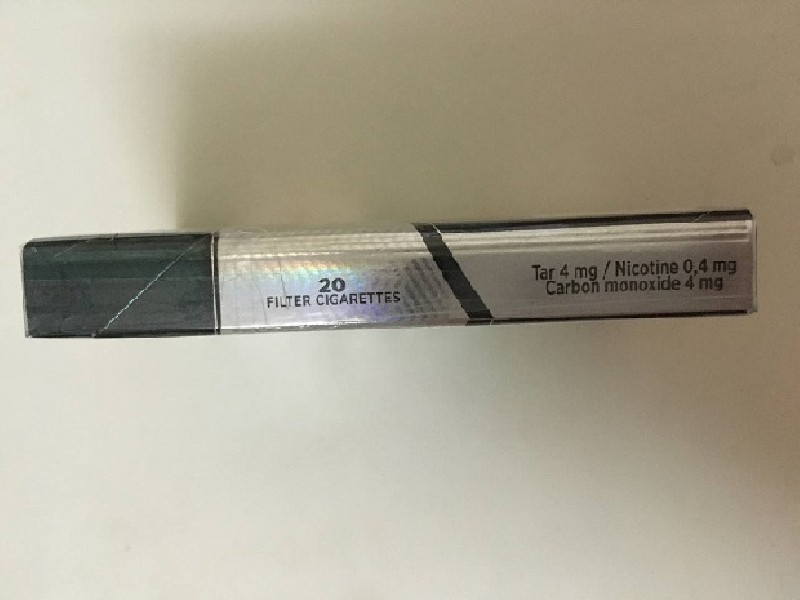 20
FILTER CIGARETTES
Tar 4 mg / Nicotine 0,4 mg
Carbon monoxide 4 mg